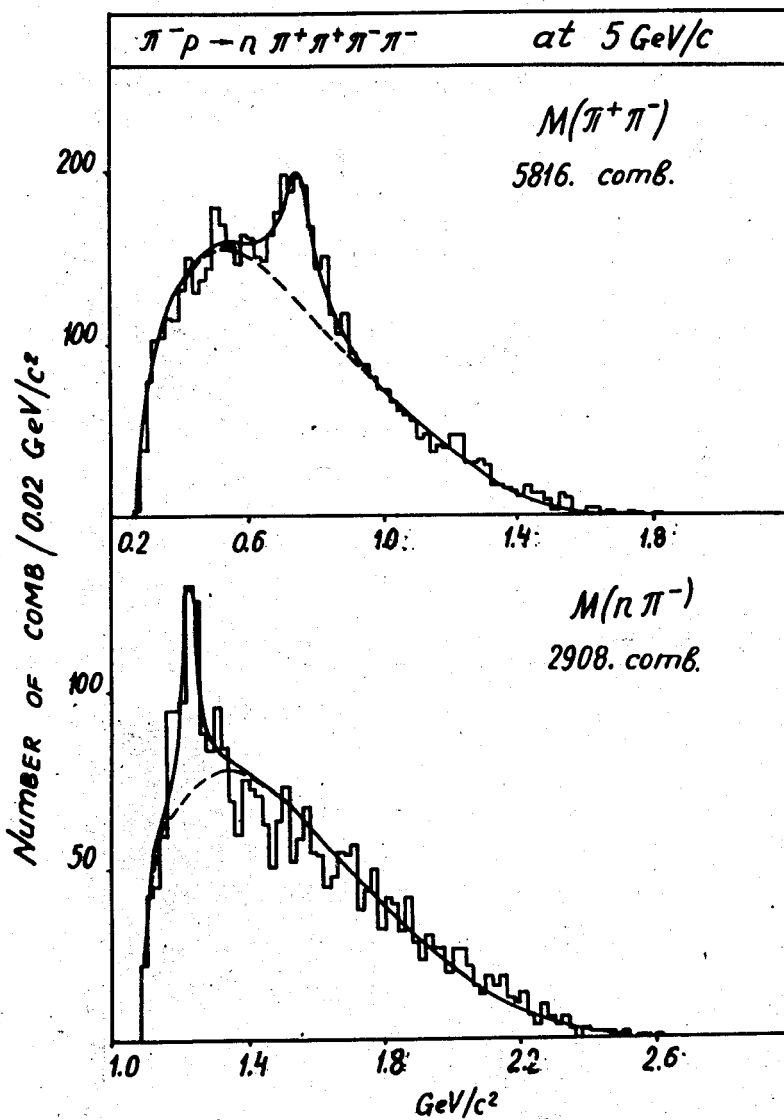 π⁻p → n π⁺π⁺π⁻π⁻ at 5 GeV/c
M(π⁺π⁻)
5816. comb.
200
100
0.2 0.6 1.0 1.4 1.8
NUMBER OF COMB/0.02 GeV/c²
M(nπ⁻)
2908. comb.
100
50
1.0 1.4 1.8 2.2 2.6
GeV/c²